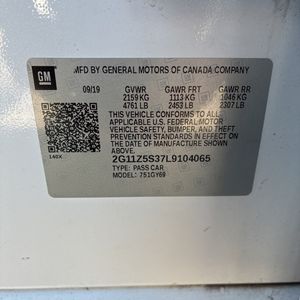 GM
MFD BY GENERAL MOTORS OF CANADA COMPANY
09/19 GVWR GAWR FRT GAWR RR
2159 KG 1113 KG 1046 KG
4761 LB 2453 LB 2307 LB
THIS VEHICLE CONFORMS TO ALL
APPLICABLE U.S. FEDERAL MOTOR
VEHICLE SAFETY, BUMPER, AND THEFT
PREVENTION STANDARDS IN EFFECT ON
THE DATE OF MANUFACTURE SHOWN
ABOVE.
140X
2G11Z5S37L9104065
TYPE: PASS CAR
MODEL: 751GY69